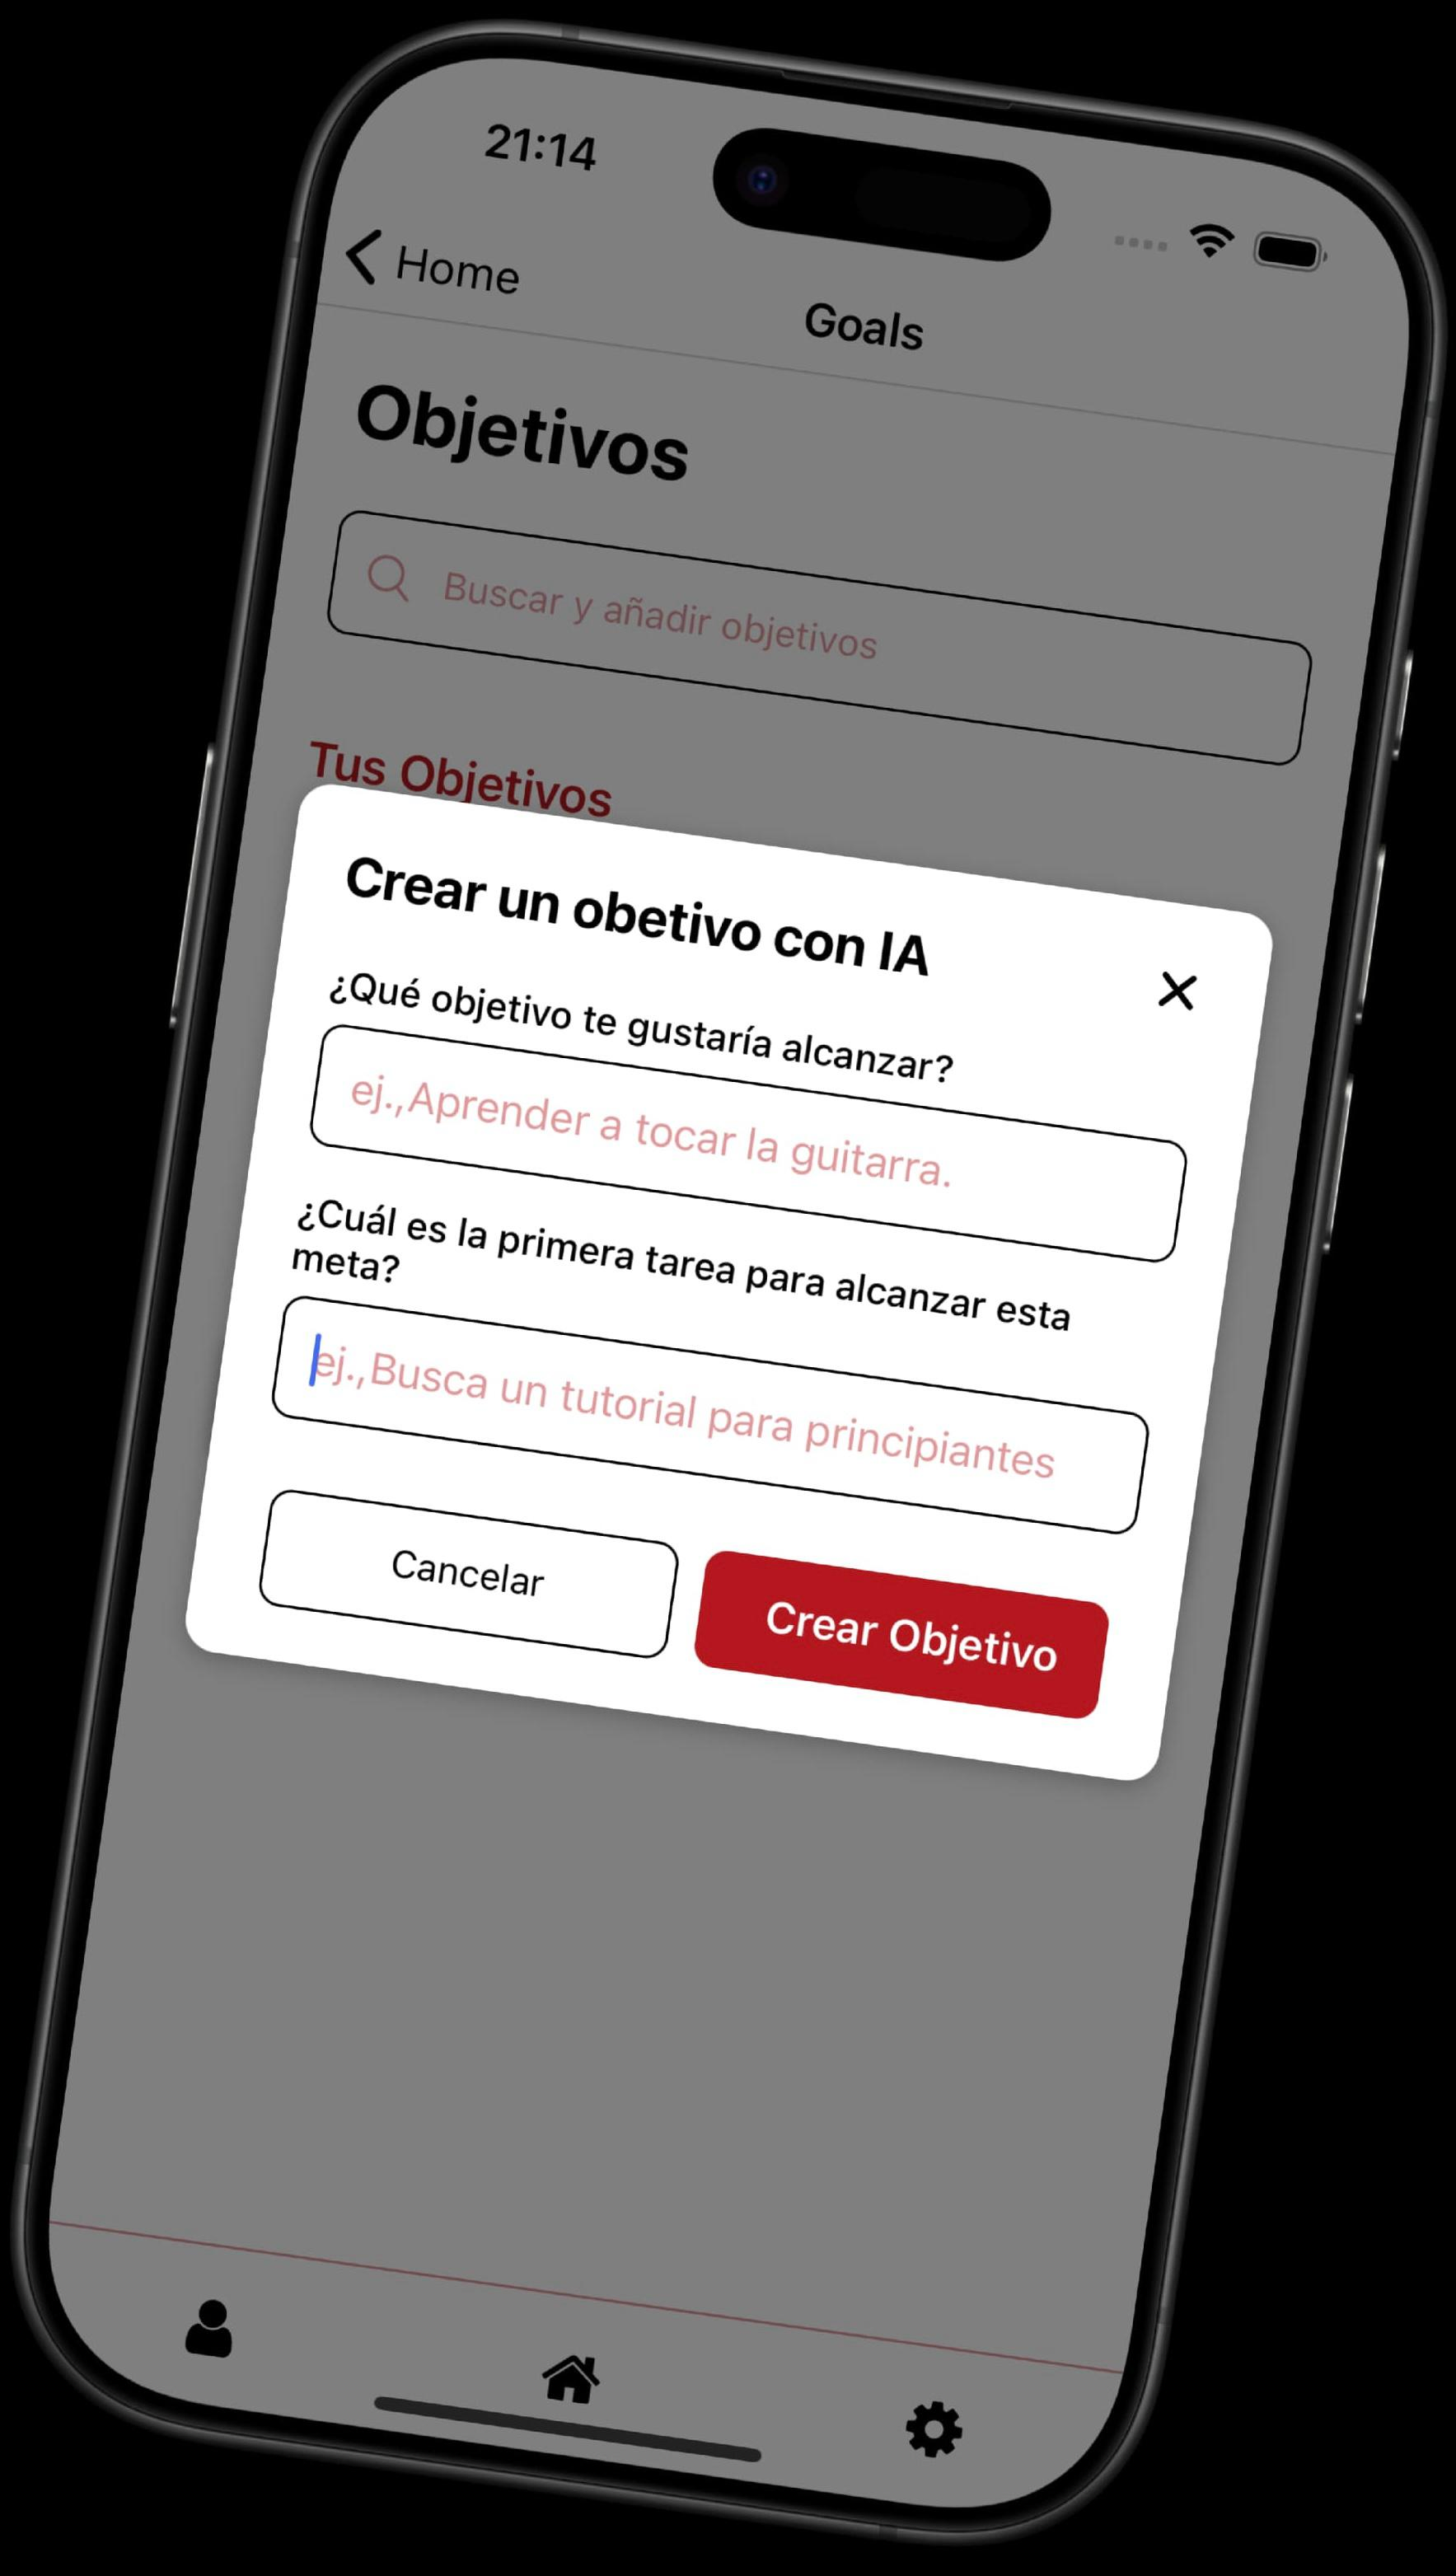 21:14
Home
Goals
Objetivos
Buscar y añadir objetivos
Tus Objetivos
Crear un obetivo con IA
¿Qué objetivo te gustaría alcanzar?
ej.,Aprender a tocar la guitarra.
¿Cuál es la primera tarea para alcanzar esta
meta?
ej.,Busca un tutorial para principiantes
Cancelar
Crear Objetivo